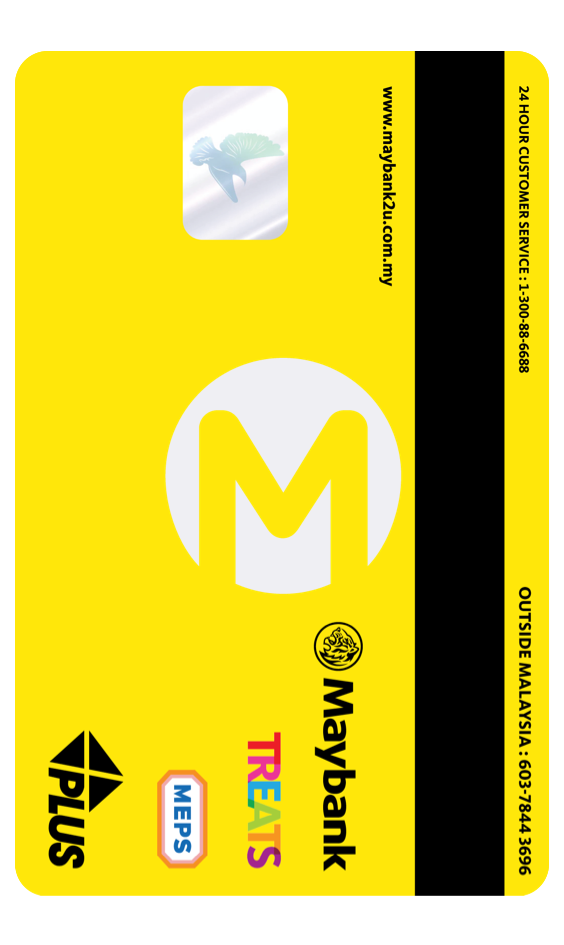 24 HOUR CUSTOMER SERVICE : 1-300-88-6688
OUTSIDE MALAYSIA : 603-7844 3696
www.maybank2u.com.my
M
Maybank
TREATS
MEPS
PLUS